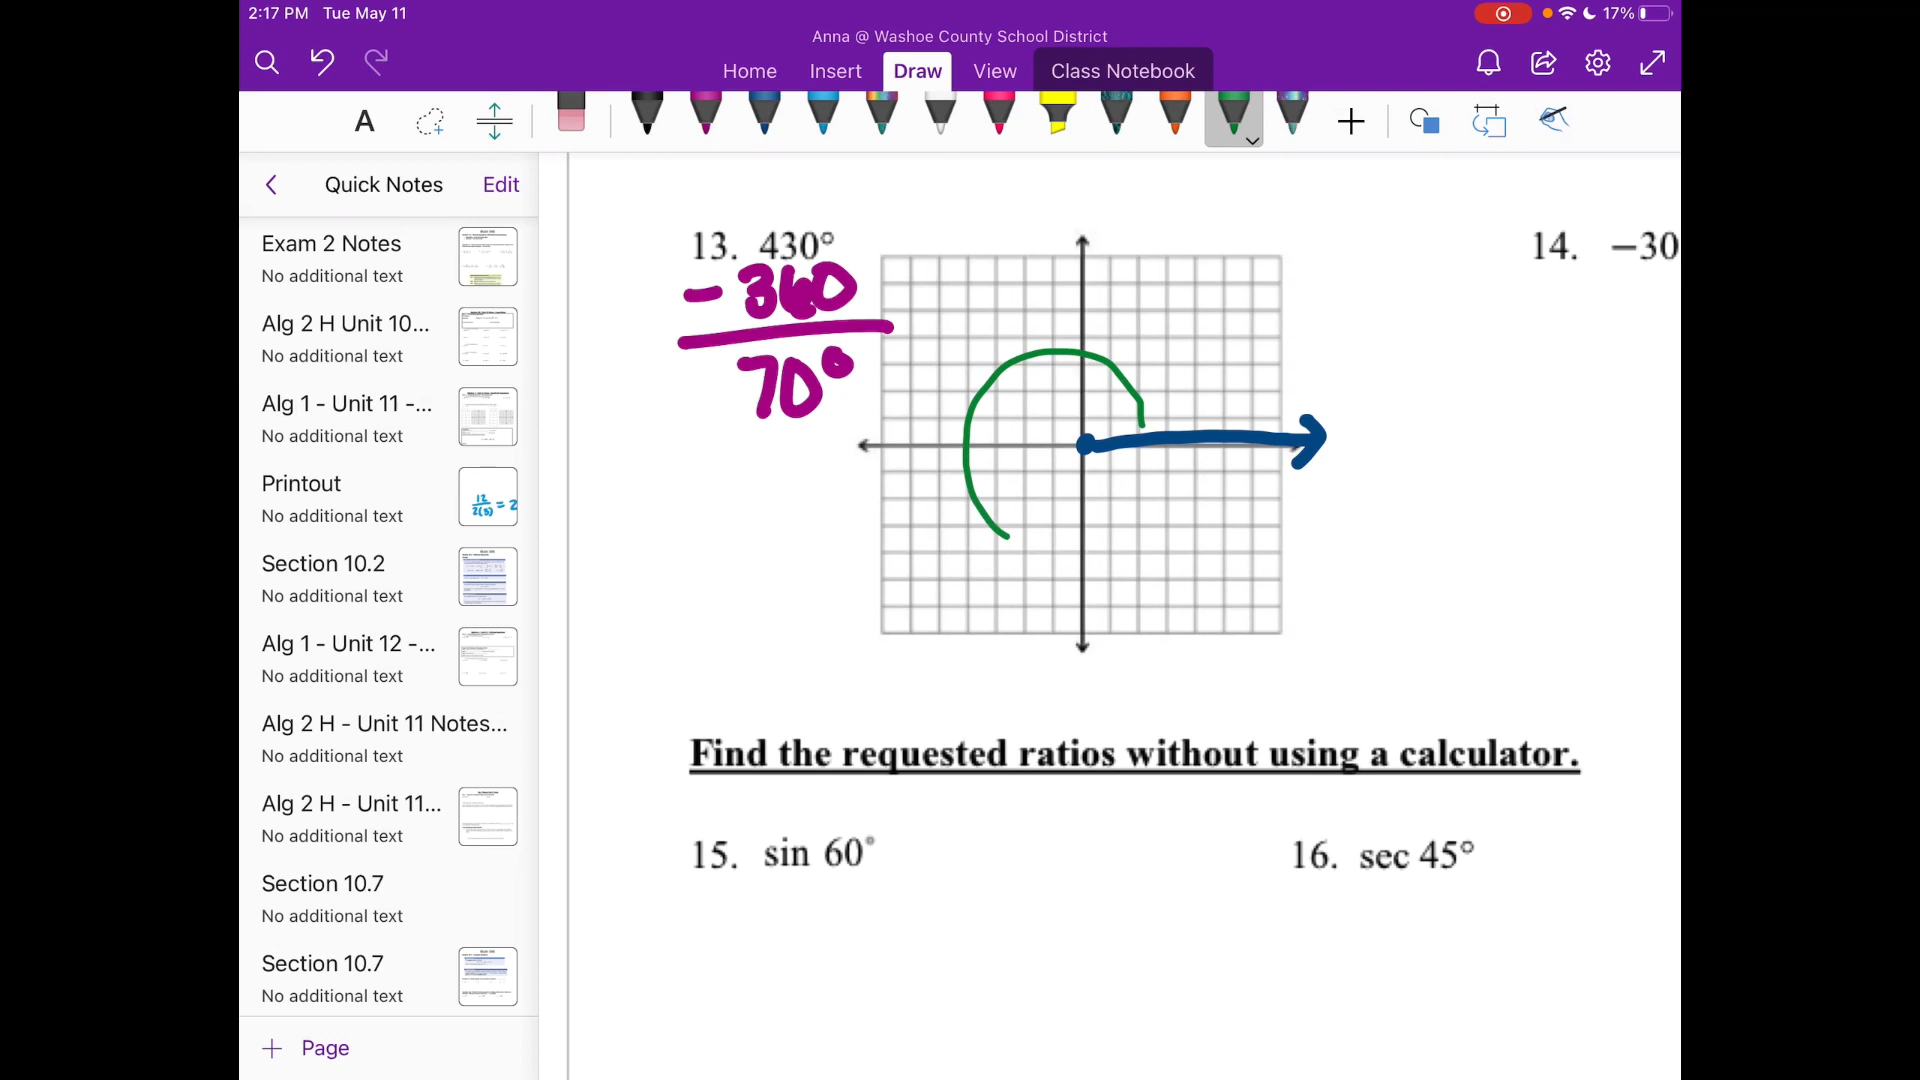 2:17 PM Tue May 11
17%
Anna @ Washoe County School District
Home Insert Draw View Class Notebook
A
Quick Notes Edit
Exam 2 Notes
No additional text
Alg 2 H Unit 10...
No additional text
Alg 1 - Unit 11 -...
No additional text
Printout
No additional text
12/2(3) = 2
Section 10.2
No additional text
Alg 1 - Unit 12 -...
No additional text
Alg 2 H - Unit 11 Notes...
No additional text
Alg 2 H - Unit 11...
No additional text
Section 10.7
No additional text
Section 10.7
No additional text
+ Page
13. 430°
- 360
70°
14. −30
Find the requested ratios without using a calculator.
15. sin 60°
16. sec 45°